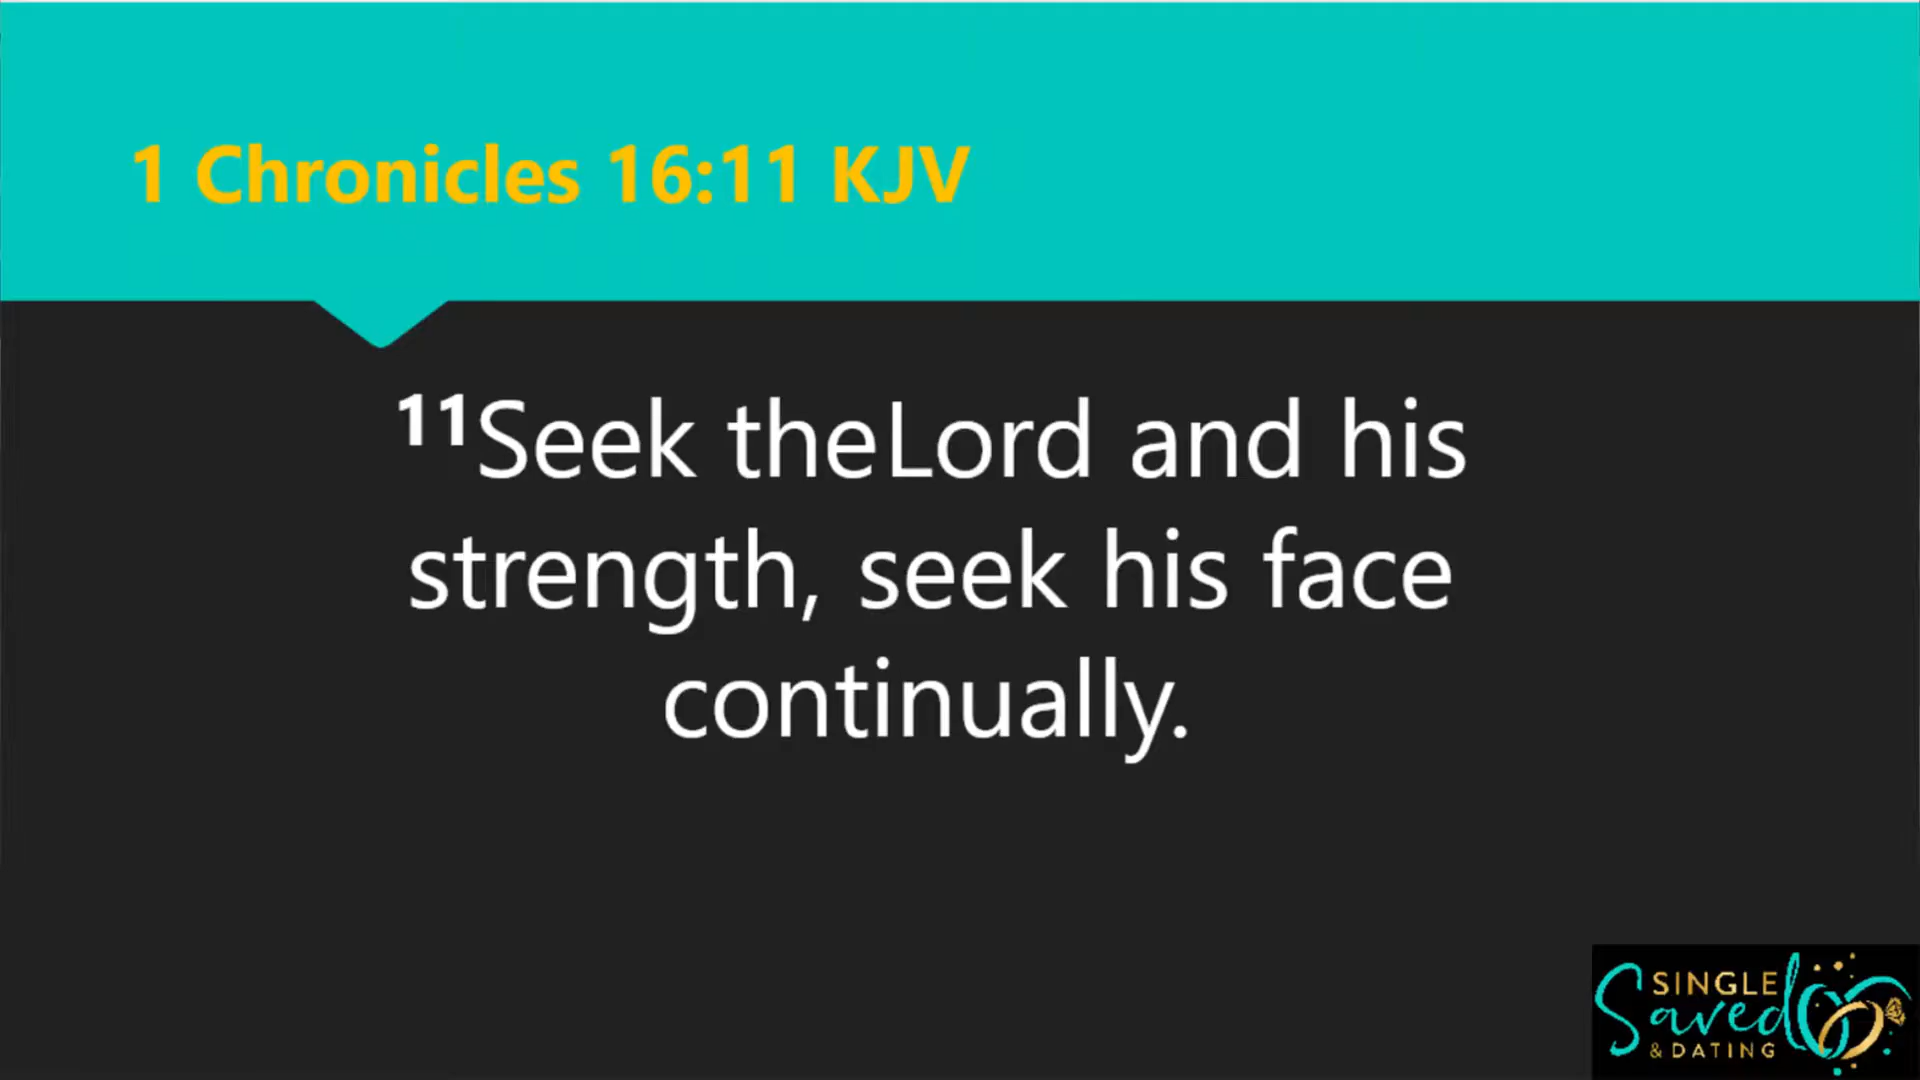 1 Chronicles 16:11 KJV
11Seek theLord and his
strength, seek his face
continually.
SINGLE
Saved
& DATING